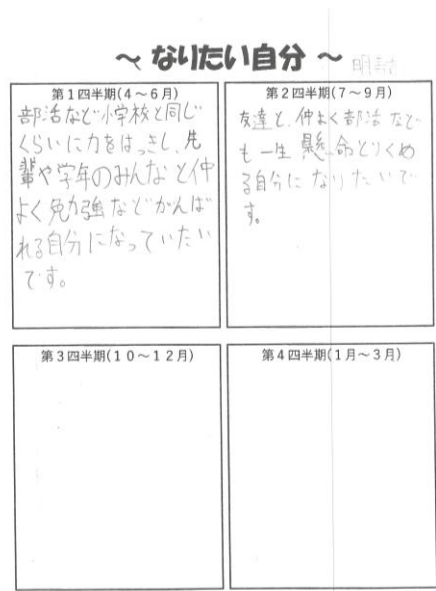 ～ なりたい自分 ～
第1四半期(4～6月)
部活など小学校と同じ
くらいに力をはっきし、先
輩や学年のみんなと仲
よく勉強などがんば
れる自分になっていたい
です。
第2四半期(7～9月)
友達と、仲よく部活など
も一生懸命とりくめ
る自分になりたいで
す。
第3四半期(10～12月)
第4四半期(1月～3月)